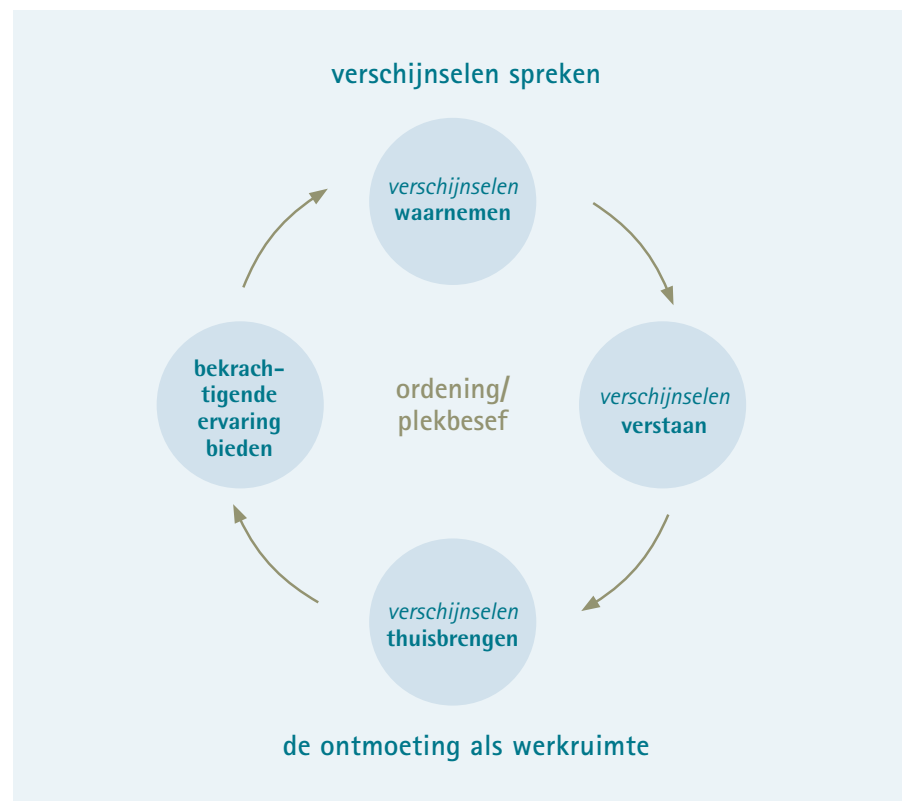 verschijnselen spreken
verschijnselen
waarnemen
bekrach-
tigende
ervaring
bieden
ordening/
plekbesef
verschijnselen
verstaan
verschijnselen
thuisbrengen
de ontmoeting als werkruimte